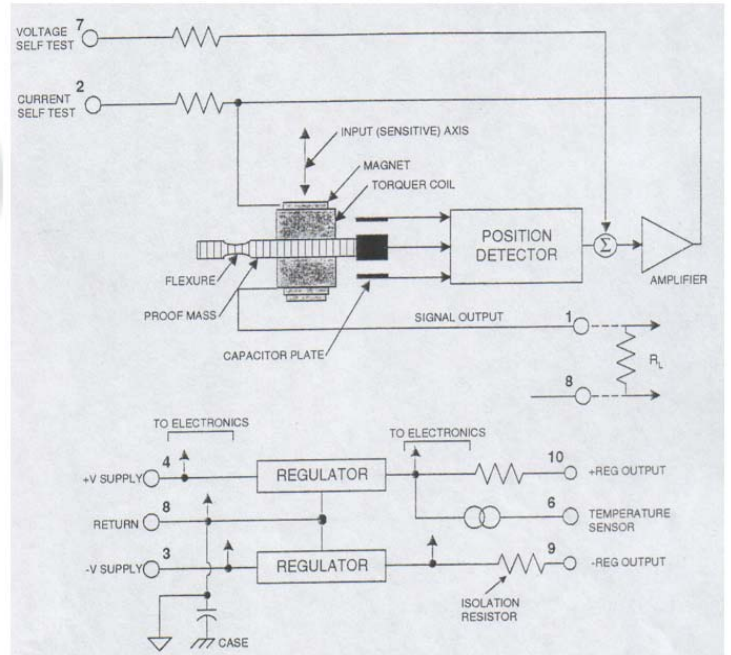 7
VOLTAGE
SELF TEST
2
CURRENT
SELF TEST
INPUT (SENSITIVE) AXIS
MAGNET
TORQUER COIL
POSITION
DETECTOR
Σ
AMPLIFIER
FLEXURE
PROOF MASS
CAPACITOR PLATE
SIGNAL OUTPUT
1
8
RL
TO ELECTRONICS
TO ELECTRONICS
4
+V SUPPLY
REGULATOR
10
+REG OUTPUT
8
RETURN
6
TEMPERATURE
SENSOR
3
-V SUPPLY
REGULATOR
9
-REG OUTPUT
ISOLATION
RESISTOR
CASE